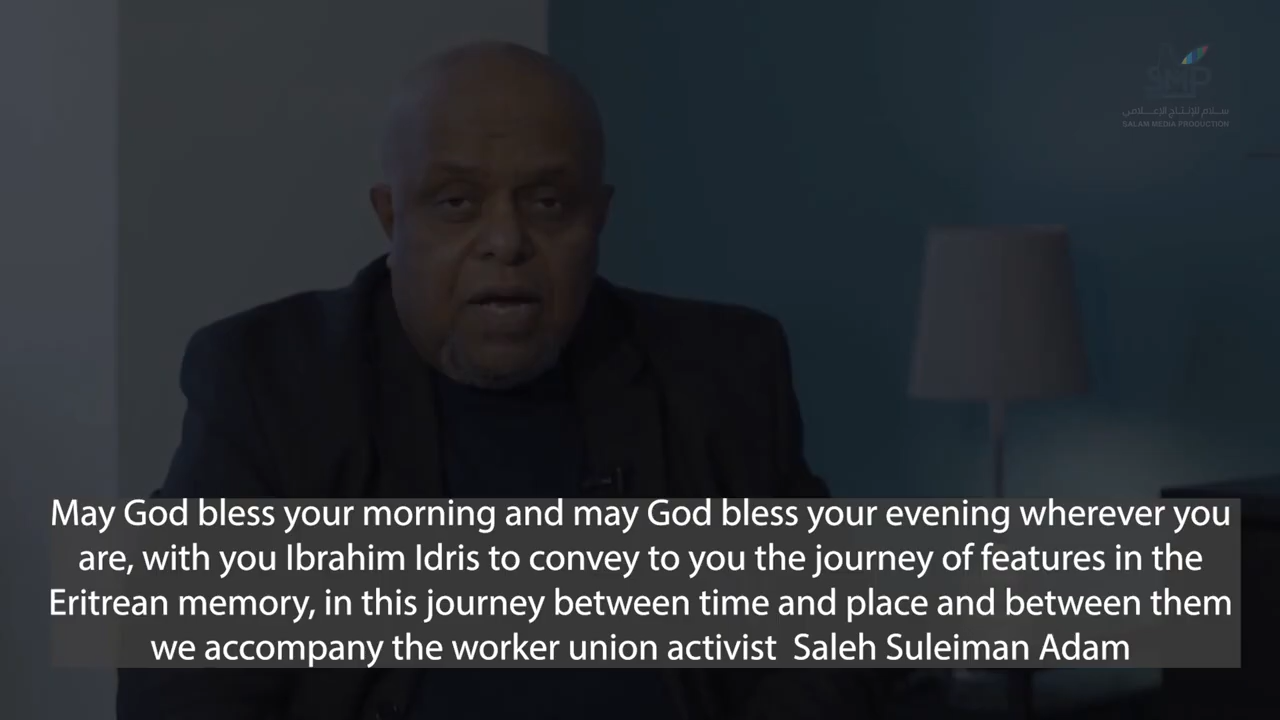 SMP
سلام للإنتاج الإعلامي
SALAM MEDIA PRODUCTION
May God bless your morning and may God bless your evening wherever you
are, with you Ibrahim Idris to convey to you the journey of features in the
Eritrean memory, in this journey between time and place and between them
we accompany the worker union activist  Saleh Suleiman Adam